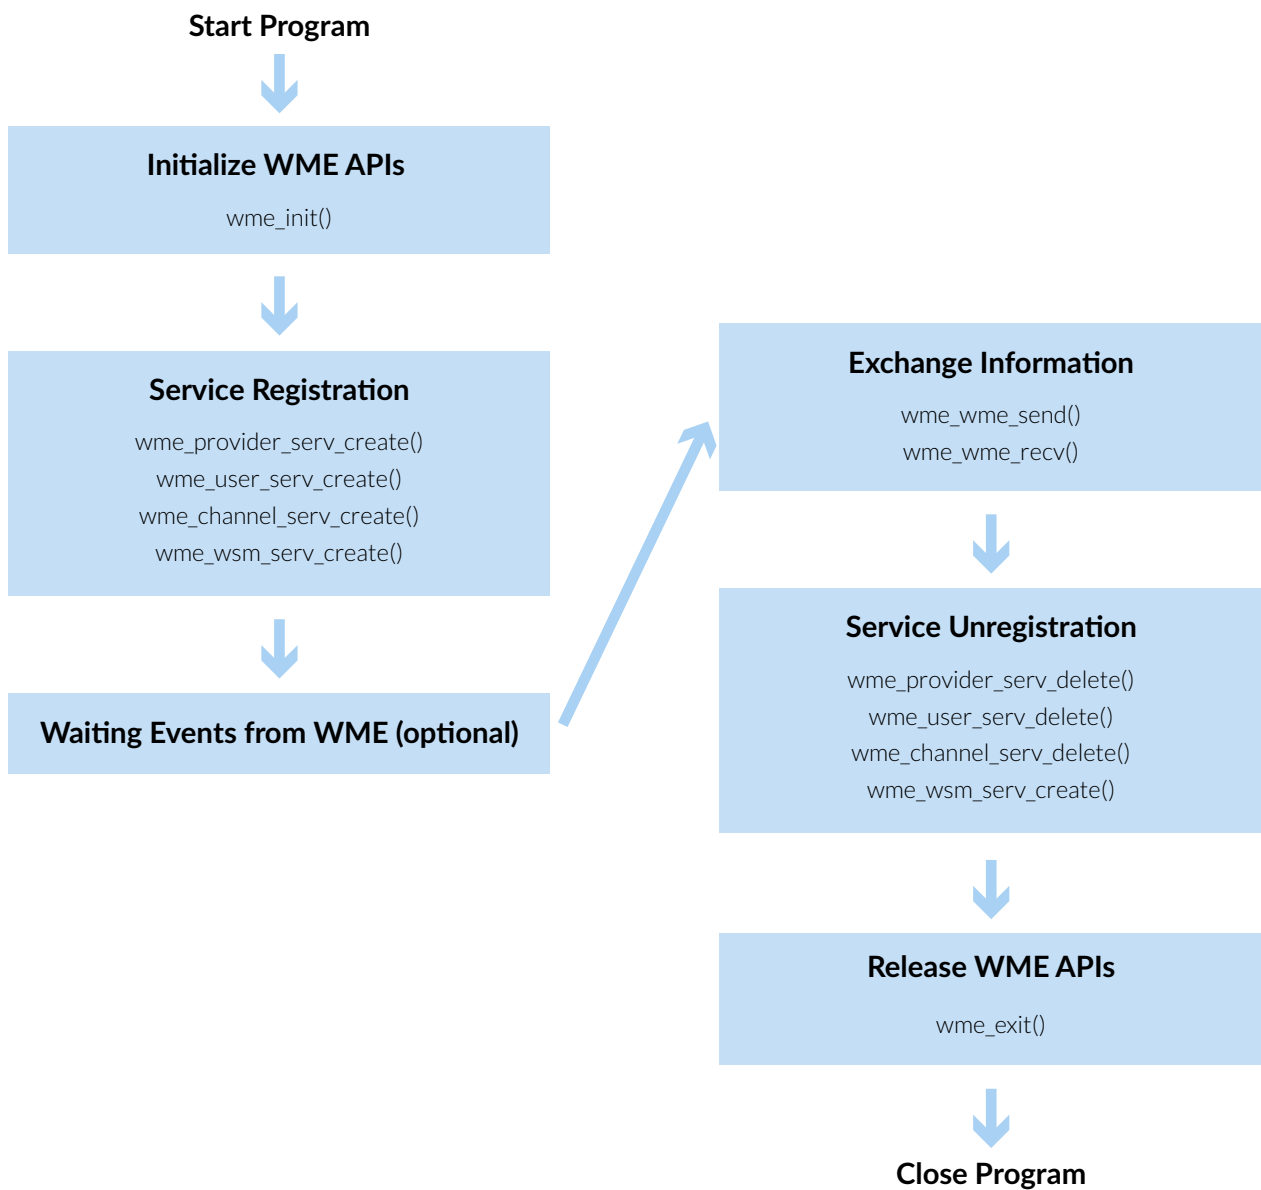 Start Program
Initialize WME APIs
wme_init()
Service Registration
wme_provider_serv_create()
wme_user_serv_create()
wme_channel_serv_create()
wme_wsm_serv_create()
Waiting Events from WME (optional)
Exchange Information
wme_wme_send()
wme_wme_recv()
Service Unregistration
wme_provider_serv_delete()
wme_user_serv_delete()
wme_channel_serv_delete()
wme_wsm_serv_create()
Release WME APIs
wme_exit()
Close Program